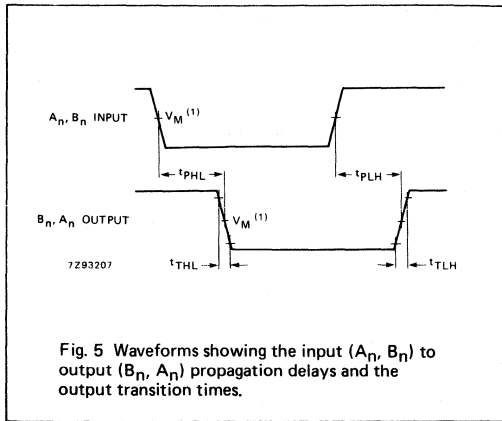 Aₙ, Bₙ INPUT
V_M (1)
t_PHL
t_PLH
Bₙ, Aₙ OUTPUT
V_M (1)
7Z93207
t_THL
t_TLH
Fig. 5 Waveforms showing the input (Aₙ, Bₙ) to
output (Bₙ, Aₙ) propagation delays and the
output transition times.